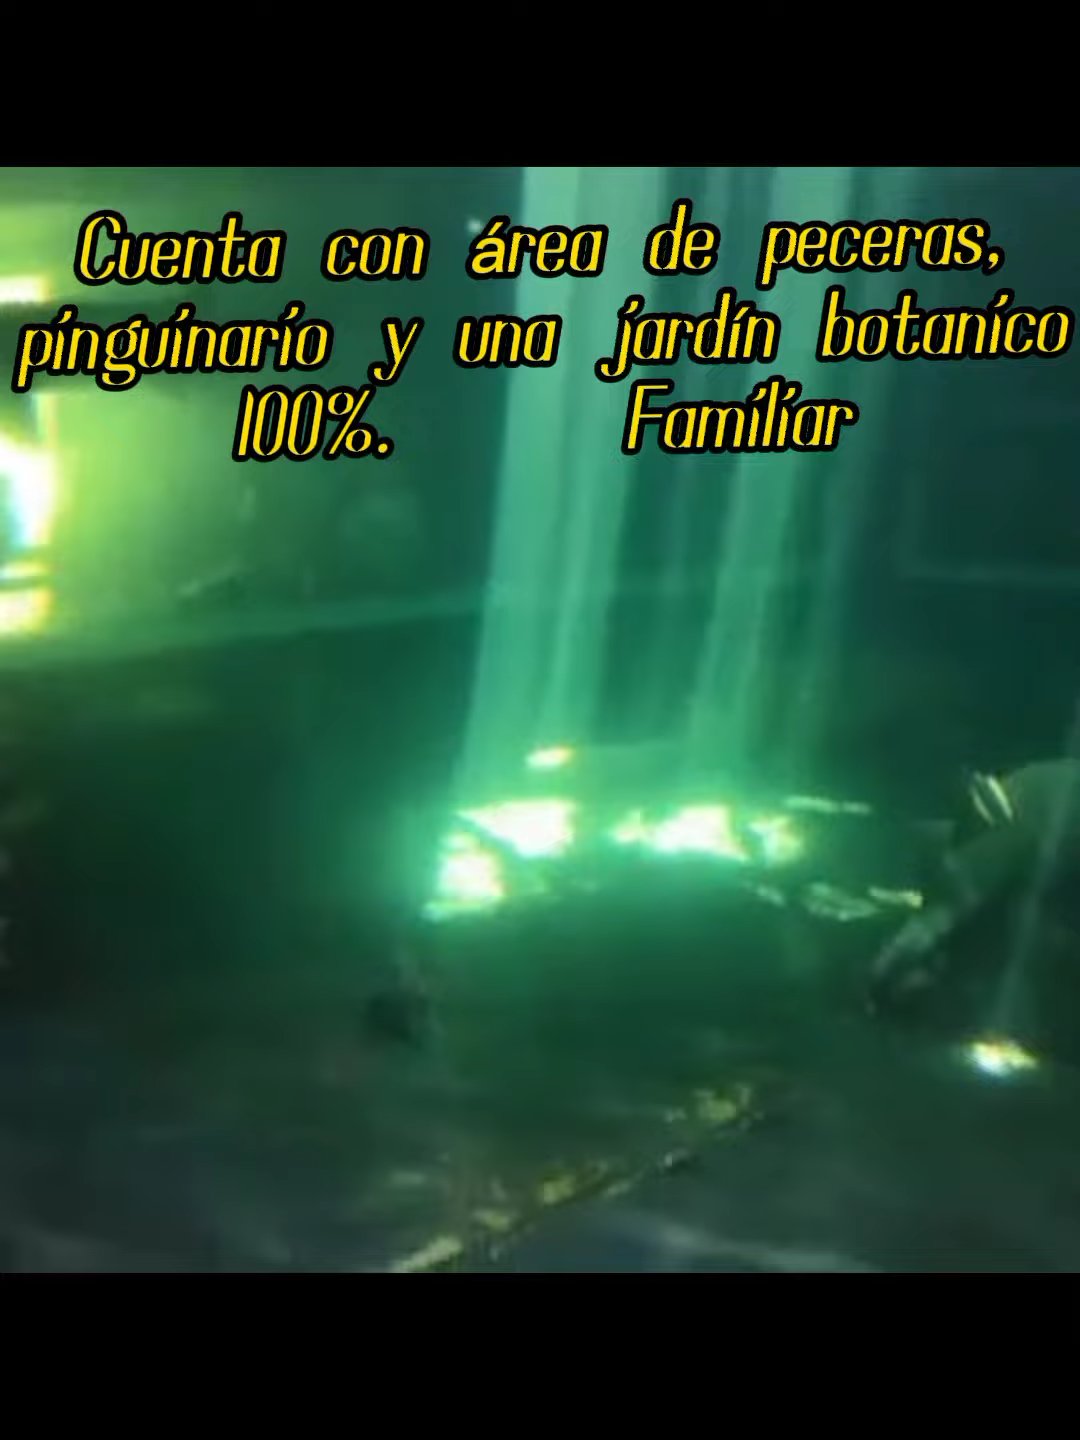 Cuenta con área de peceras,
pinguinario y una jardín botanico
100%. Familiar